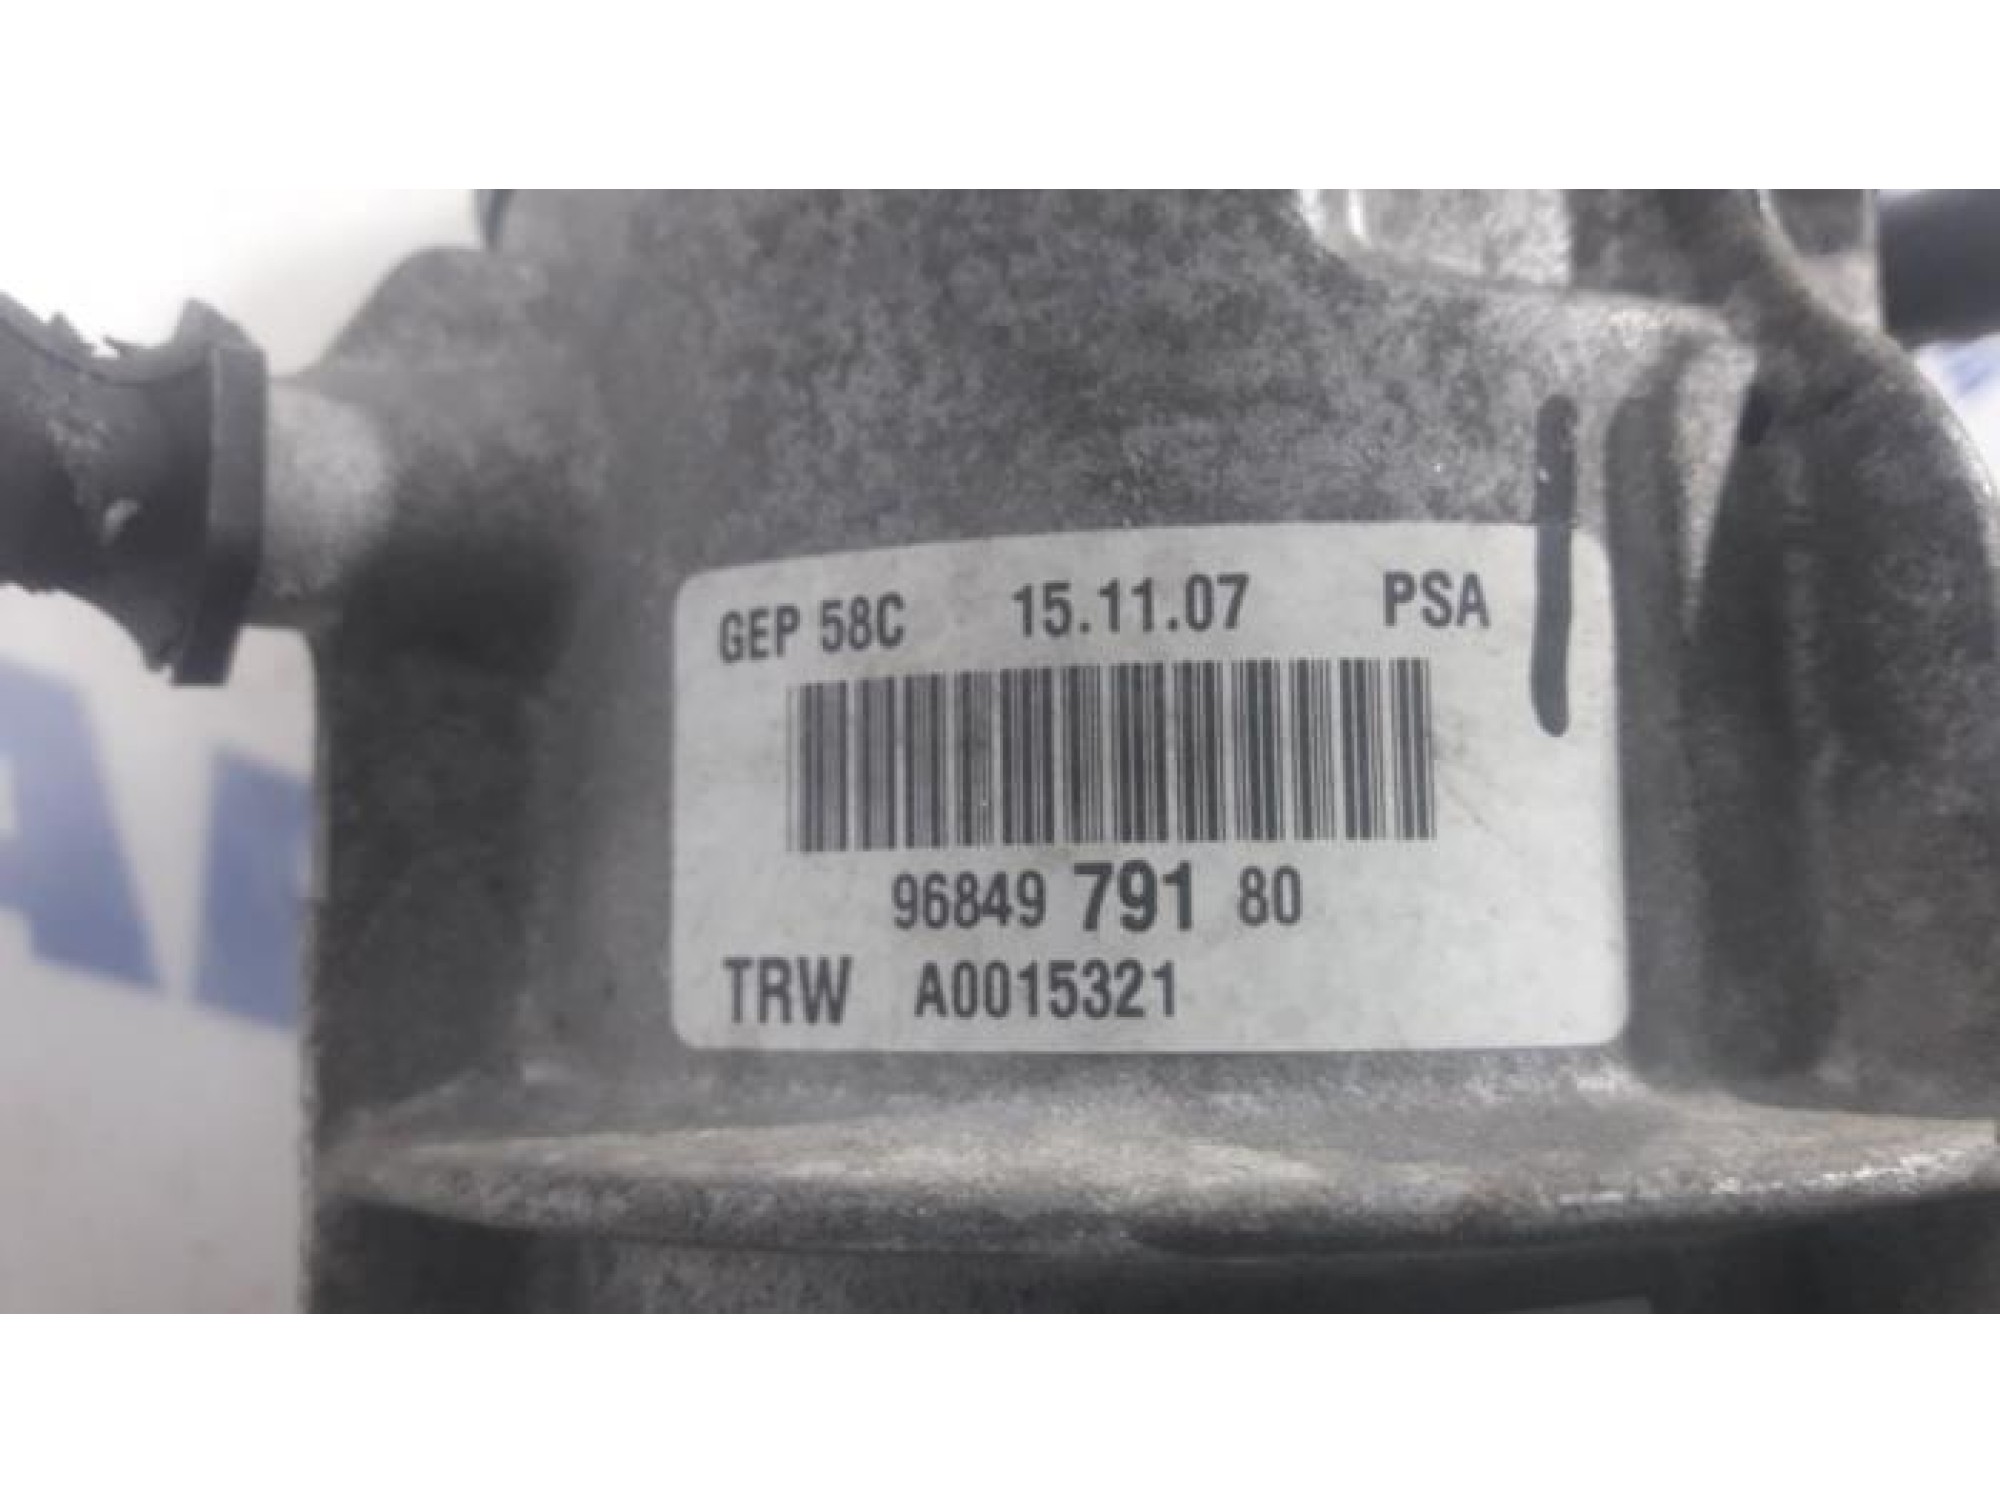 GEP 58C 15.11.07 PSA
96849 791 80
TRW A0015321